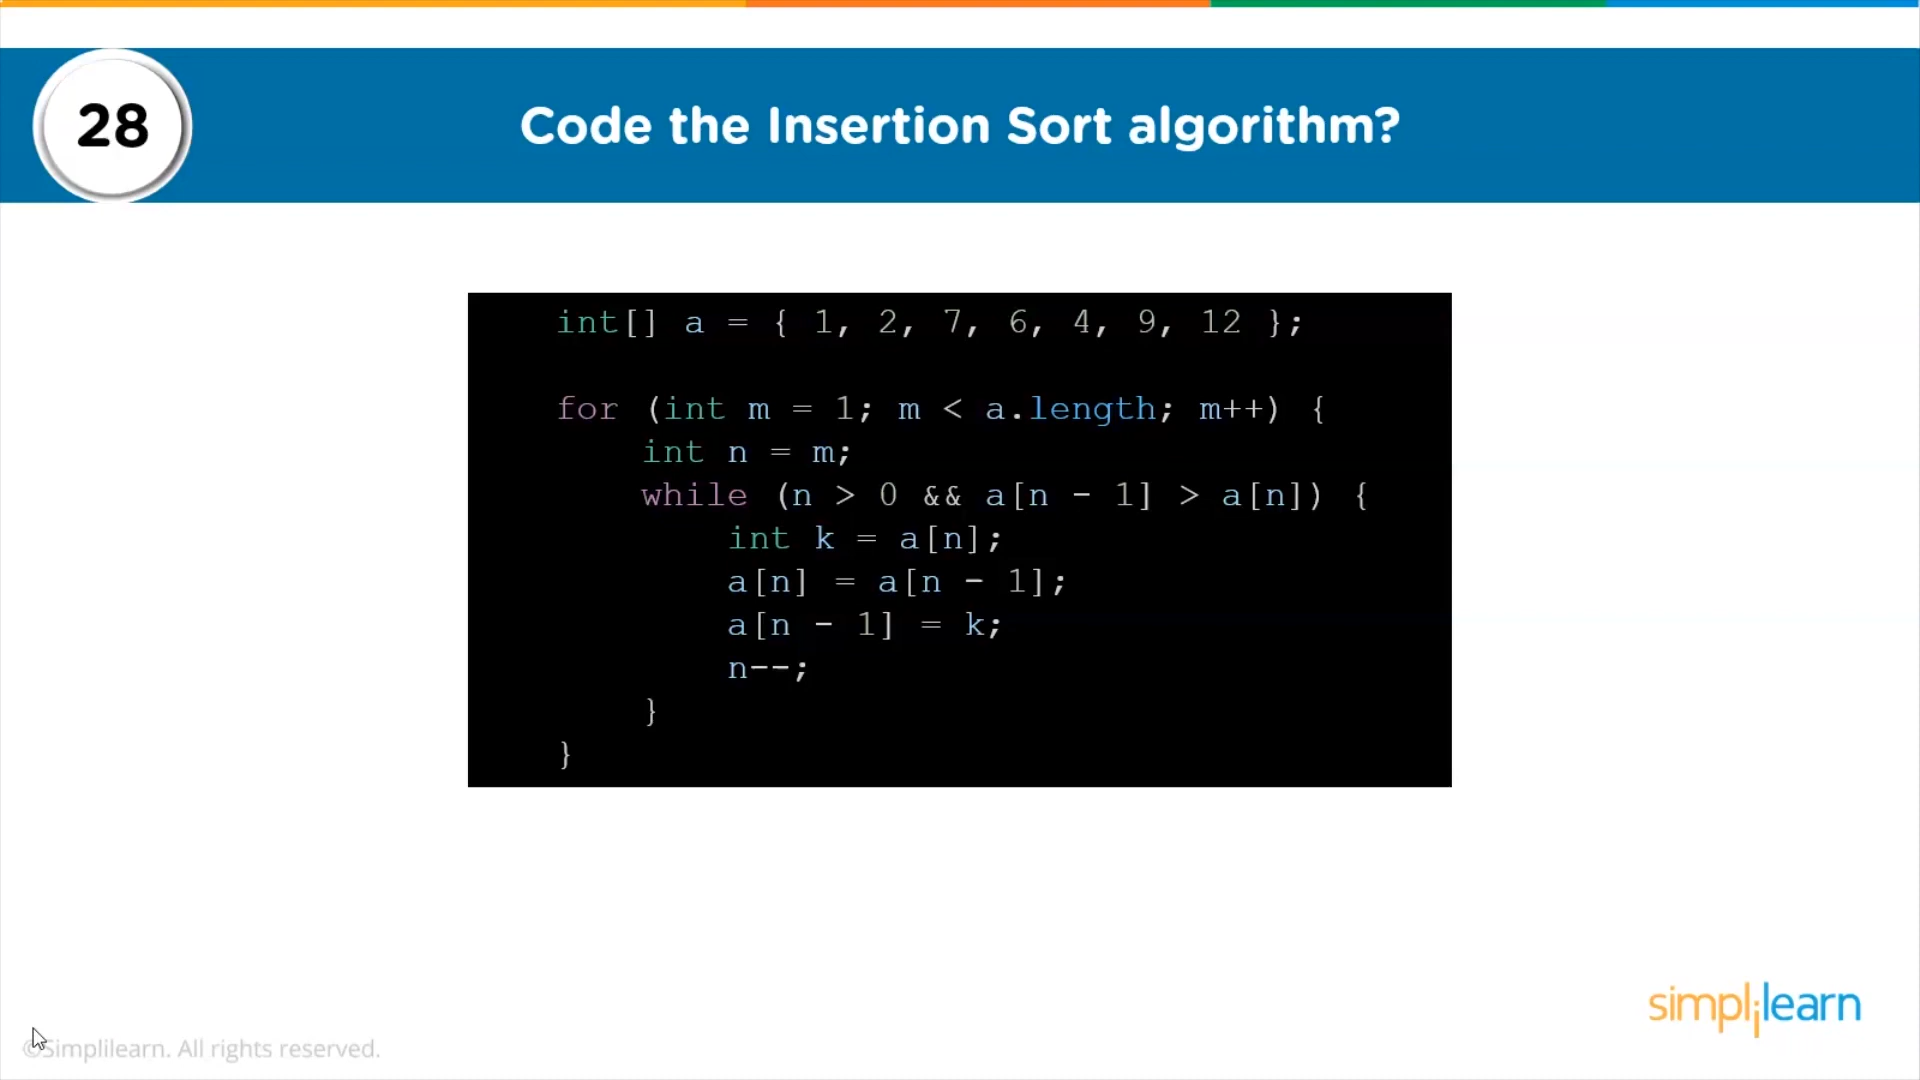 28
Code the Insertion Sort algorithm?
int[] a = { 1, 2, 7, 6, 4, 9, 12 };
for (int m = 1; m < a.length; m++) {
int n = m;
while (n > 0 && a[n - 1] > a[n]) {
int k = a[n];
a[n] = a[n - 1];
a[n - 1] = k;
n--;
}
}
simplilearn
©Simplilearn. All rights reserved.